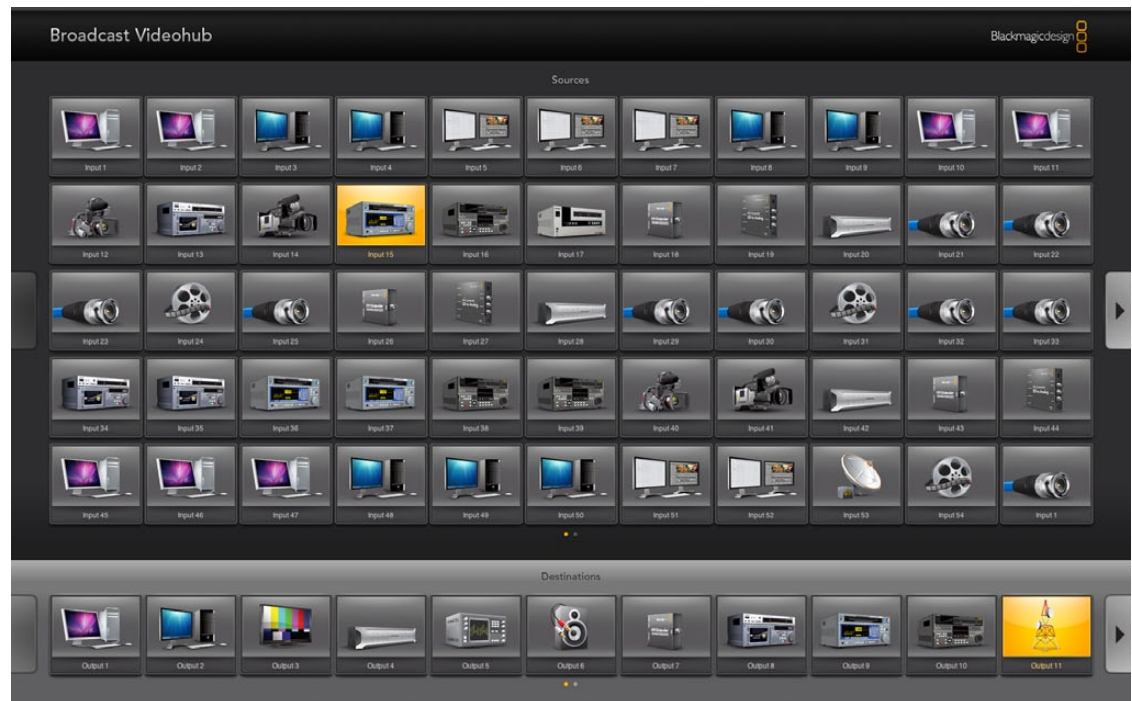 Broadcast Videohub
Blackmagicdesign
Sources
Input 1 Input 2 Input 3 Input 4 Input 5 Input 6 Input 7 Input 8 Input 9 Input 10 Input 11
Input 12 Input 13 Input 14 Input 15 Input 16 Input 17 Input 18 Input 19 Input 20 Input 21 Input 22
Input 23 Input 24 Input 25 Input 26 Input 27 Input 28 Input 29 Input 30 Input 31 Input 32 Input 33
Input 34 Input 35 Input 36 Input 37 Input 38 Input 39 Input 40 Input 41 Input 42 Input 43 Input 44
Input 45 Input 46 Input 47 Input 48 Input 49 Input 50 Input 51 Input 52 Input 53 Input 54 Input 1
Destinations
Output 1 Output 2 Output 3 Output 4 Output 5 Output 6 Output 7 Output 8 Output 9 Output 10 Output 11